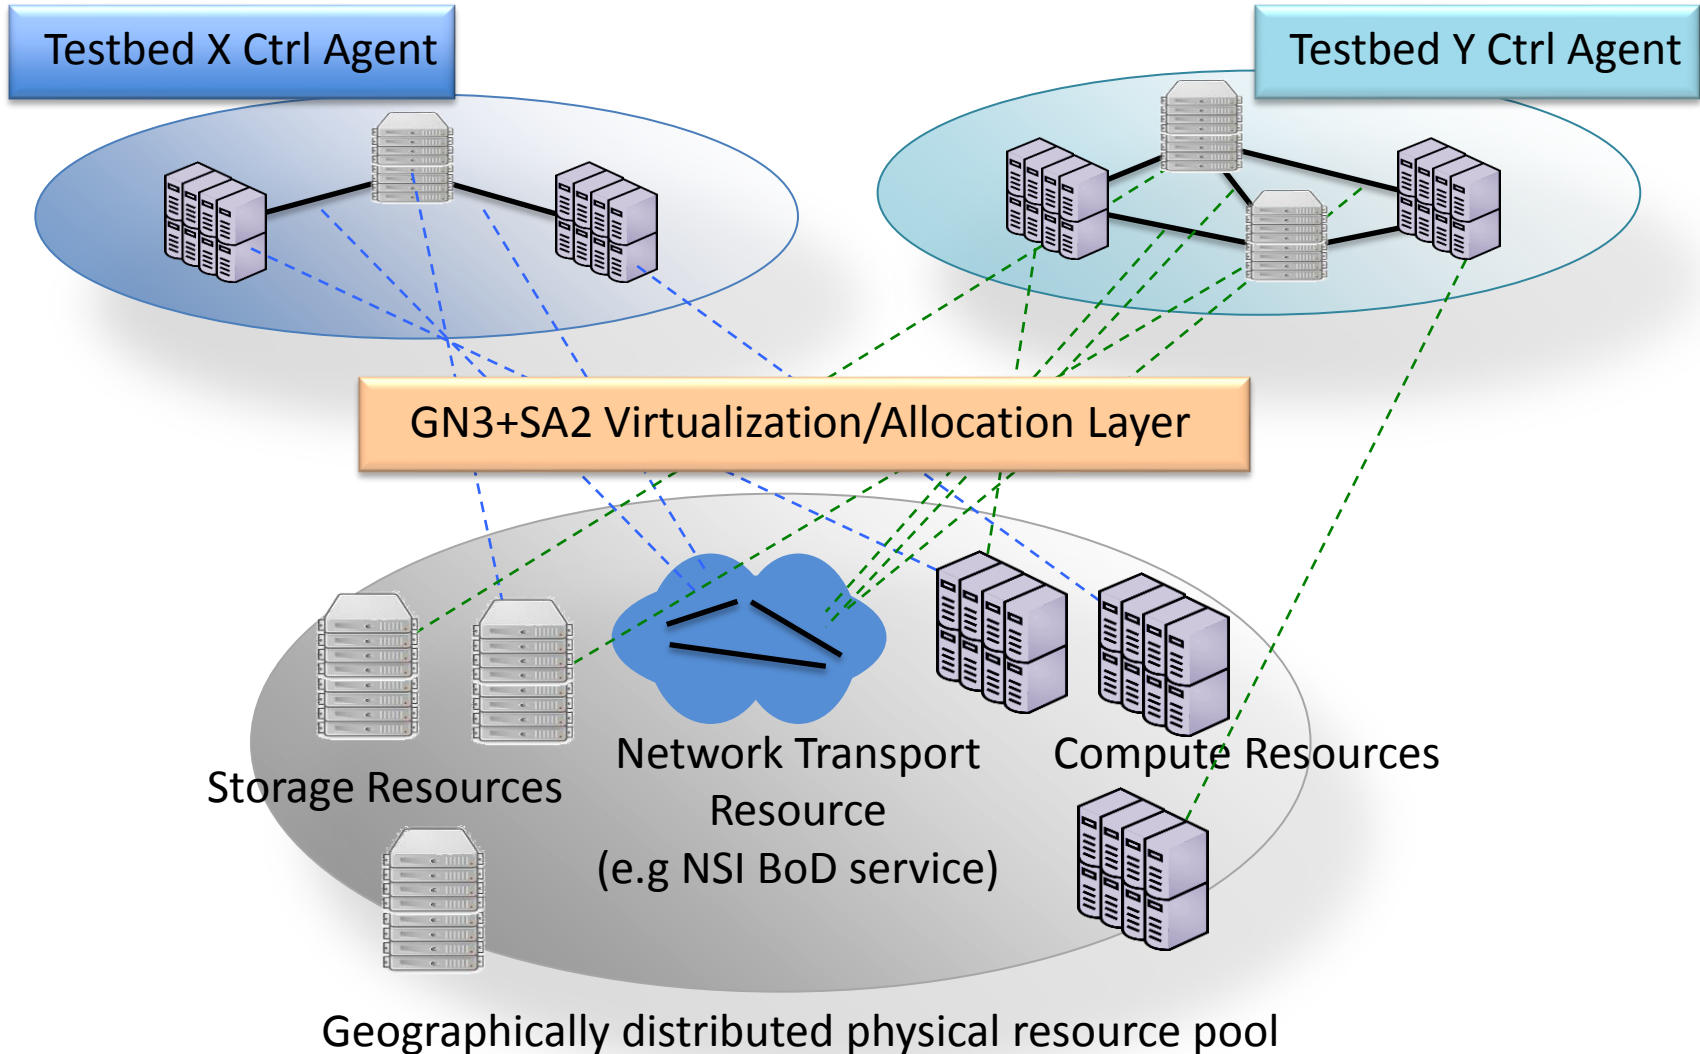 Testbed X Ctrl Agent
Testbed Y Ctrl Agent
GN3+SA2 Virtualization/Allocation Layer
Storage Resources
Network Transport
Resource
(e.g NSI BoD service)
Compute Resources
Geographically distributed physical resource pool